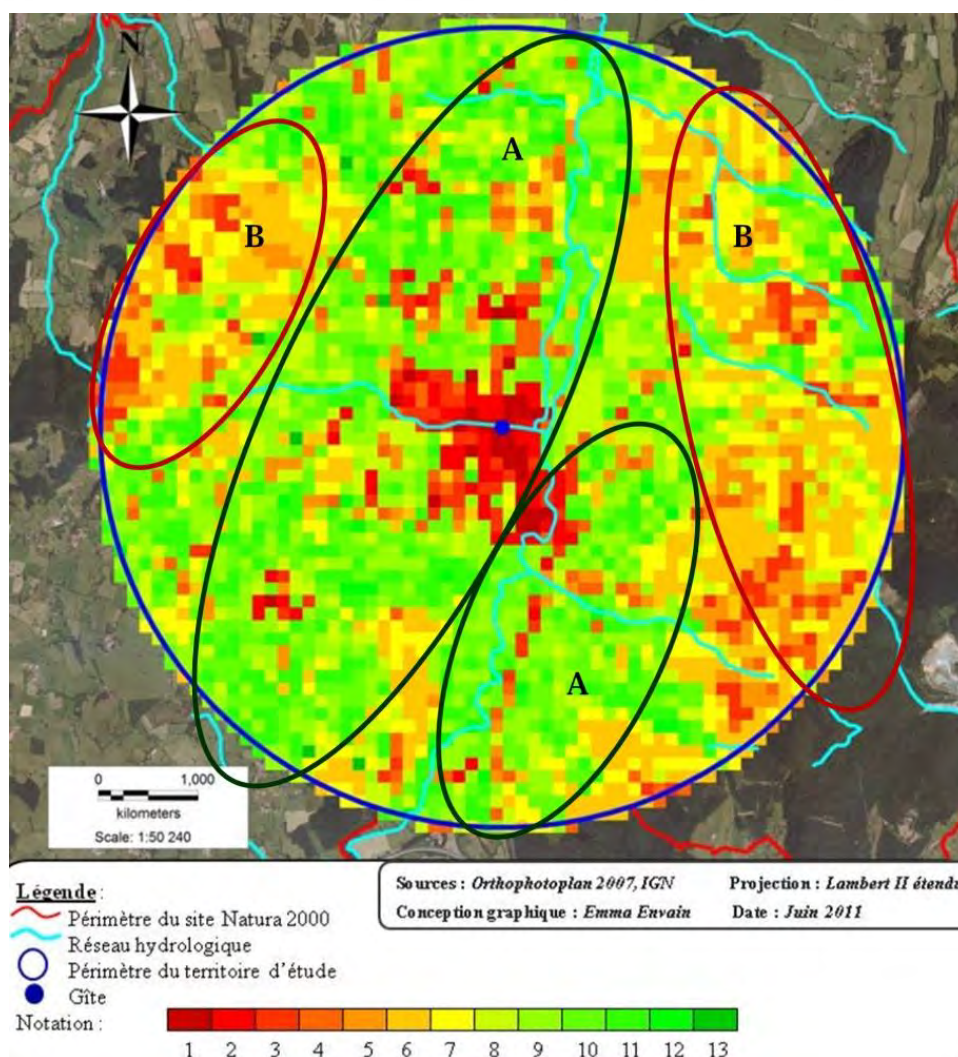 N
A
B
B
A
0 1,000
kilometers
Scale: 1:50 240
Légende :
Périmètre du site Natura 2000
Réseau hydrologique
Périmètre du territoire d'étude
Gîte
Notation :
1 2 3 4 5 6 7 8 9 10 11 12 13
Sources : Orthophotoplan 2007, IGN Projection : Lambert II étendu
Conception graphique : Emma Envain Date : Juin 2011